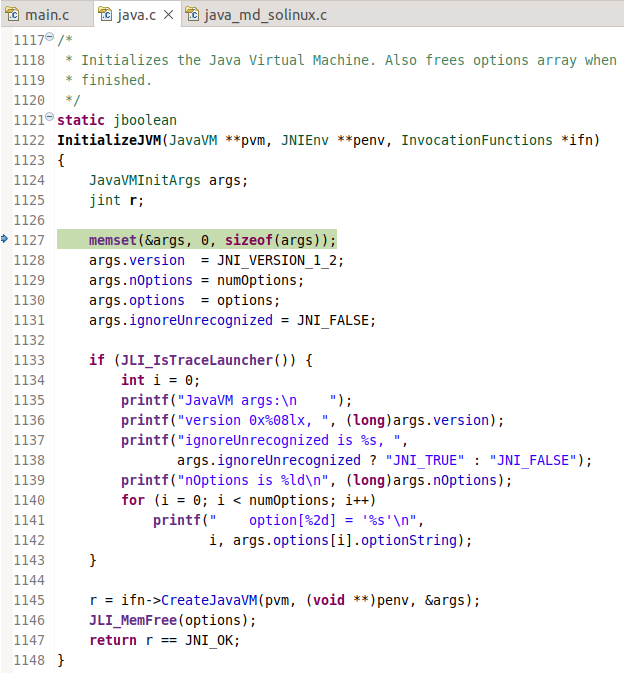 main.c java.c java_md_solinux.c
1117 /*
1118  * Initializes the Java Virtual Machine. Also frees options array when
1119  * finished.
1120  */
1121 static jboolean
1122 InitializeJVM(JavaVM **pvm, JNIEnv **penv, InvocationFunctions *ifn)
1123 {
1124     JavaVMInitArgs args;
1125     jint r;
1126
1127     memset(&args, 0, sizeof(args));
1128     args.version  = JNI_VERSION_1_2;
1129     args.nOptions = numOptions;
1130     args.options  = options;
1131     args.ignoreUnrecognized = JNI_FALSE;
1132
1133     if (JLI_IsTraceLauncher()) {
1134         int i = 0;
1135         printf("JavaVM args:\n    ");
1136         printf("version 0x%08lx, ", (long)args.version);
1137         printf("ignoreUnrecognized is %s, ",
1138                args.ignoreUnrecognized ? "JNI_TRUE" : "JNI_FALSE");
1139         printf("nOptions is %ld\n", (long)args.nOptions);
1140         for (i = 0; i < numOptions; i++)
1141             printf("    option[%2d] = '%s'\n",
1142                    i, args.options[i].optionString);
1143     }
1144
1145     r = ifn->CreateJavaVM(pvm, (void **)penv, &args);
1146     JLI_MemFree(options);
1147     return r == JNI_OK;
1148 }